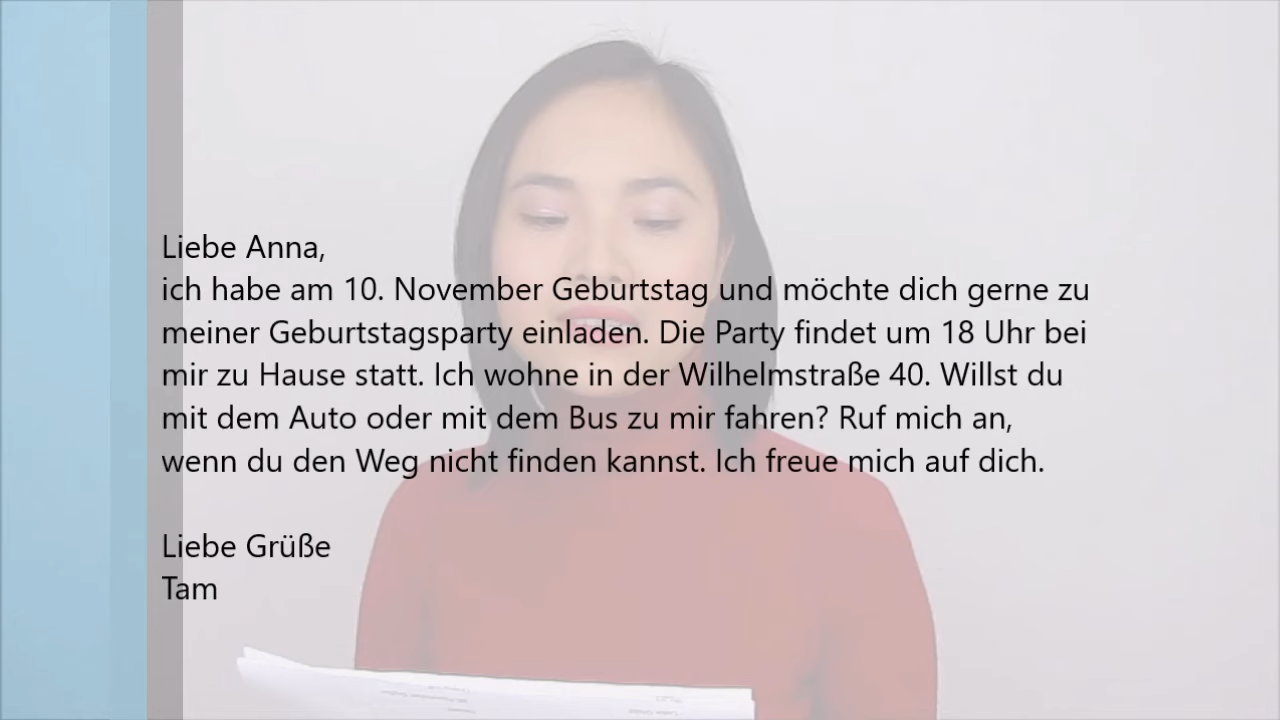 Liebe Anna,
ich habe am 10. November Geburtstag und möchte dich gerne zu
meiner Geburtstagsparty einladen. Die Party findet um 18 Uhr bei
mir zu Hause statt. Ich wohne in der Wilhelmstraße 40. Willst du
mit dem Auto oder mit dem Bus zu mir fahren? Ruf mich an,
wenn du den Weg nicht finden kannst. Ich freue mich auf dich.
Liebe Grüße
Tam